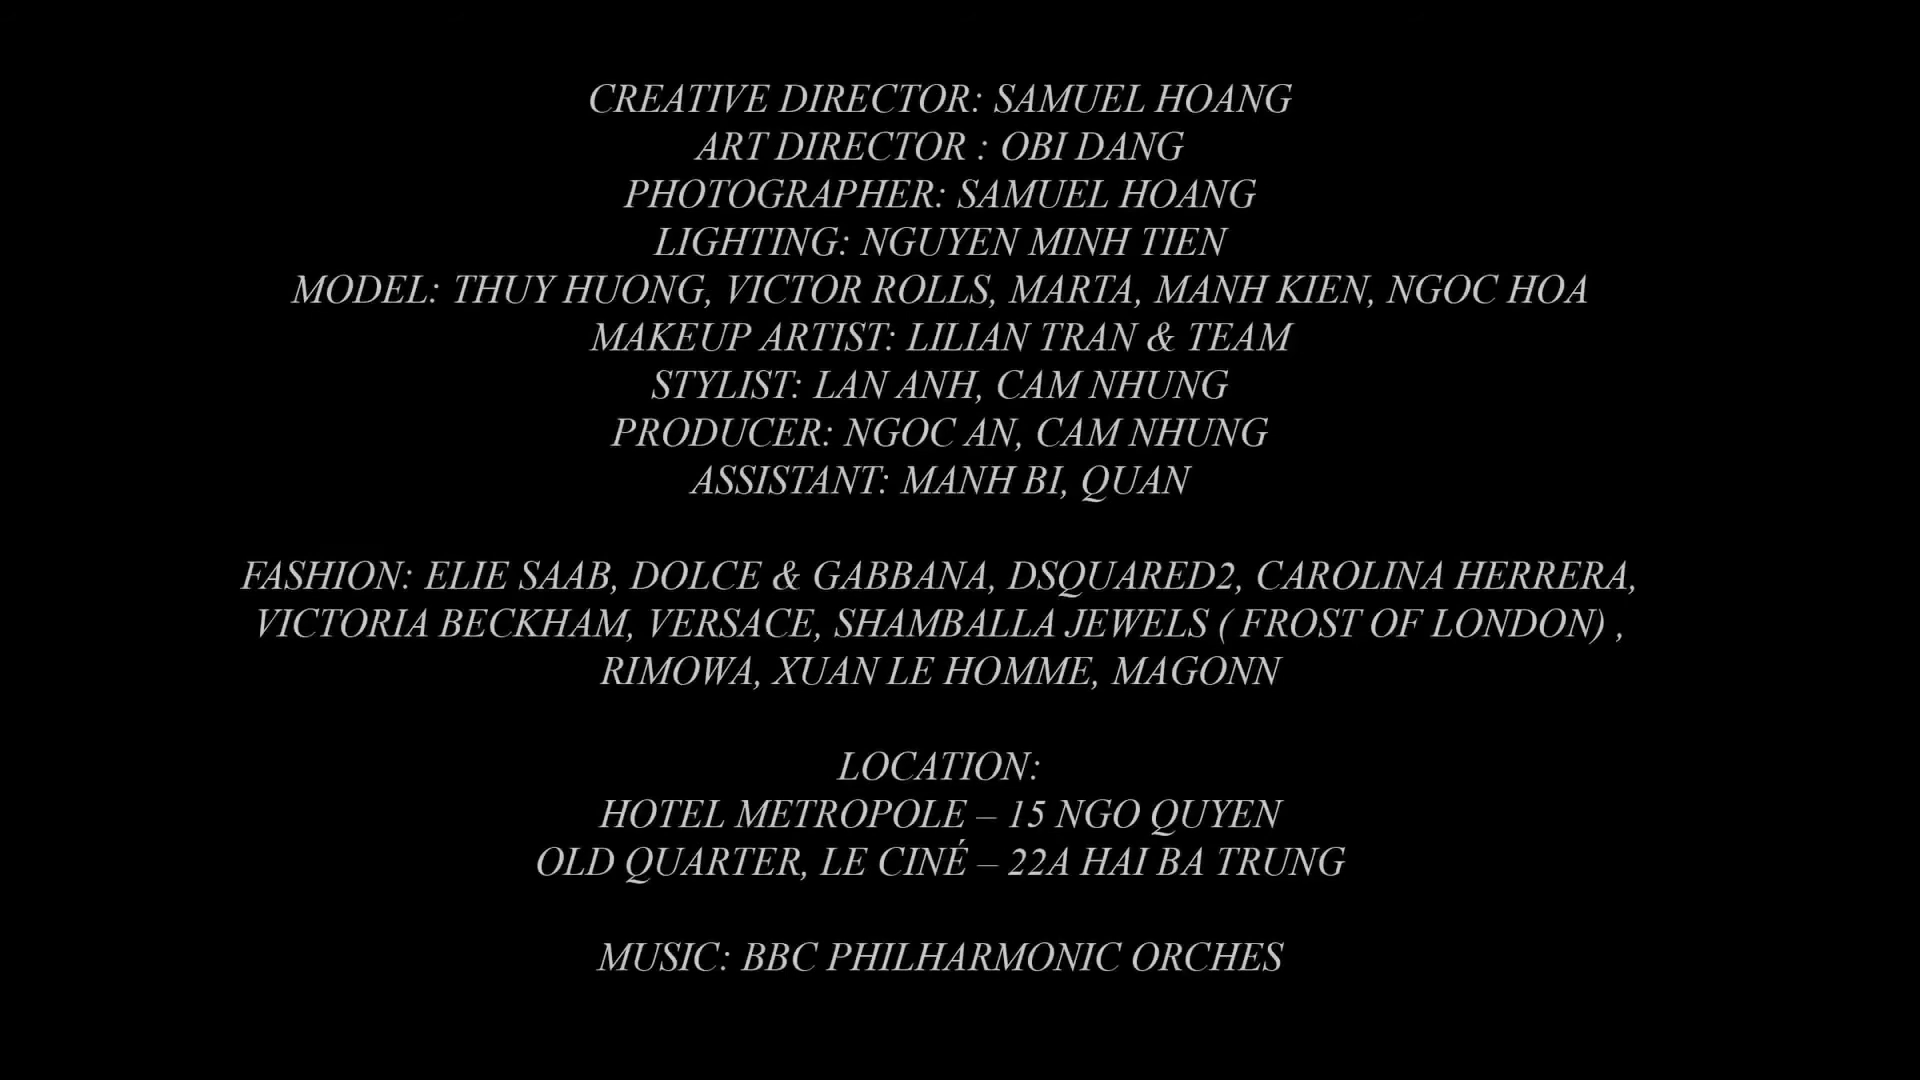 CREATIVE DIRECTOR: SAMUEL HOANG
ART DIRECTOR : OBI DANG
PHOTOGRAPHER: SAMUEL HOANG
LIGHTING: NGUYEN MINH TIEN
MODEL: THUY HUONG, VICTOR ROLLS, MARTA, MANH KIEN, NGOC HOA
MAKEUP ARTIST: LILIAN TRAN & TEAM
STYLIST: LAN ANH, CAM NHUNG
PRODUCER: NGOC AN, CAM NHUNG
ASSISTANT: MANH BI, QUAN
FASHION: ELIE SAAB, DOLCE & GABBANA, DSQUARED2, CAROLINA HERRERA,
VICTORIA BECKHAM, VERSACE, SHAMBALLA JEWELS ( FROST OF LONDON) ,
RIMOWA, XUAN LE HOMME, MAGONN
LOCATION:
HOTEL METROPOLE – 15 NGO QUYEN
OLD QUARTER, LE CINÉ – 22A HAI BA TRUNG
MUSIC: BBC PHILHARMONIC ORCHES